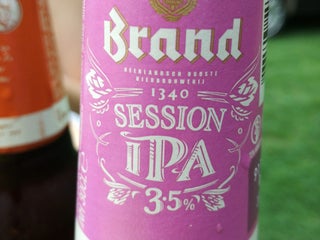 Brand
NEDERLANDSCH OUDSTE
BIERBROUWERIJ
1340
SESSION
IPA
3.5%